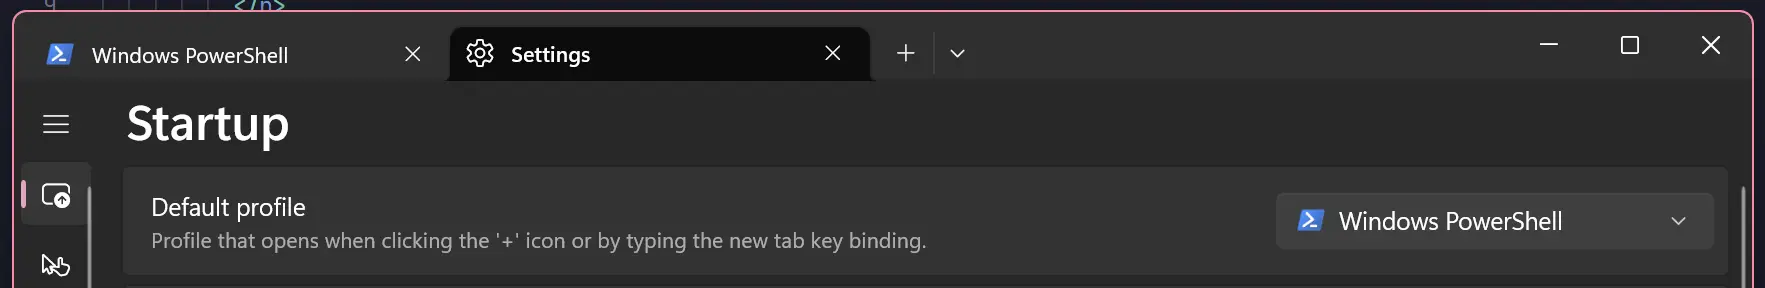 9 </p>
Windows PowerShell
Settings
Startup
Default profile
Profile that opens when clicking the '+' icon or by typing the new tab key binding.
Windows PowerShell